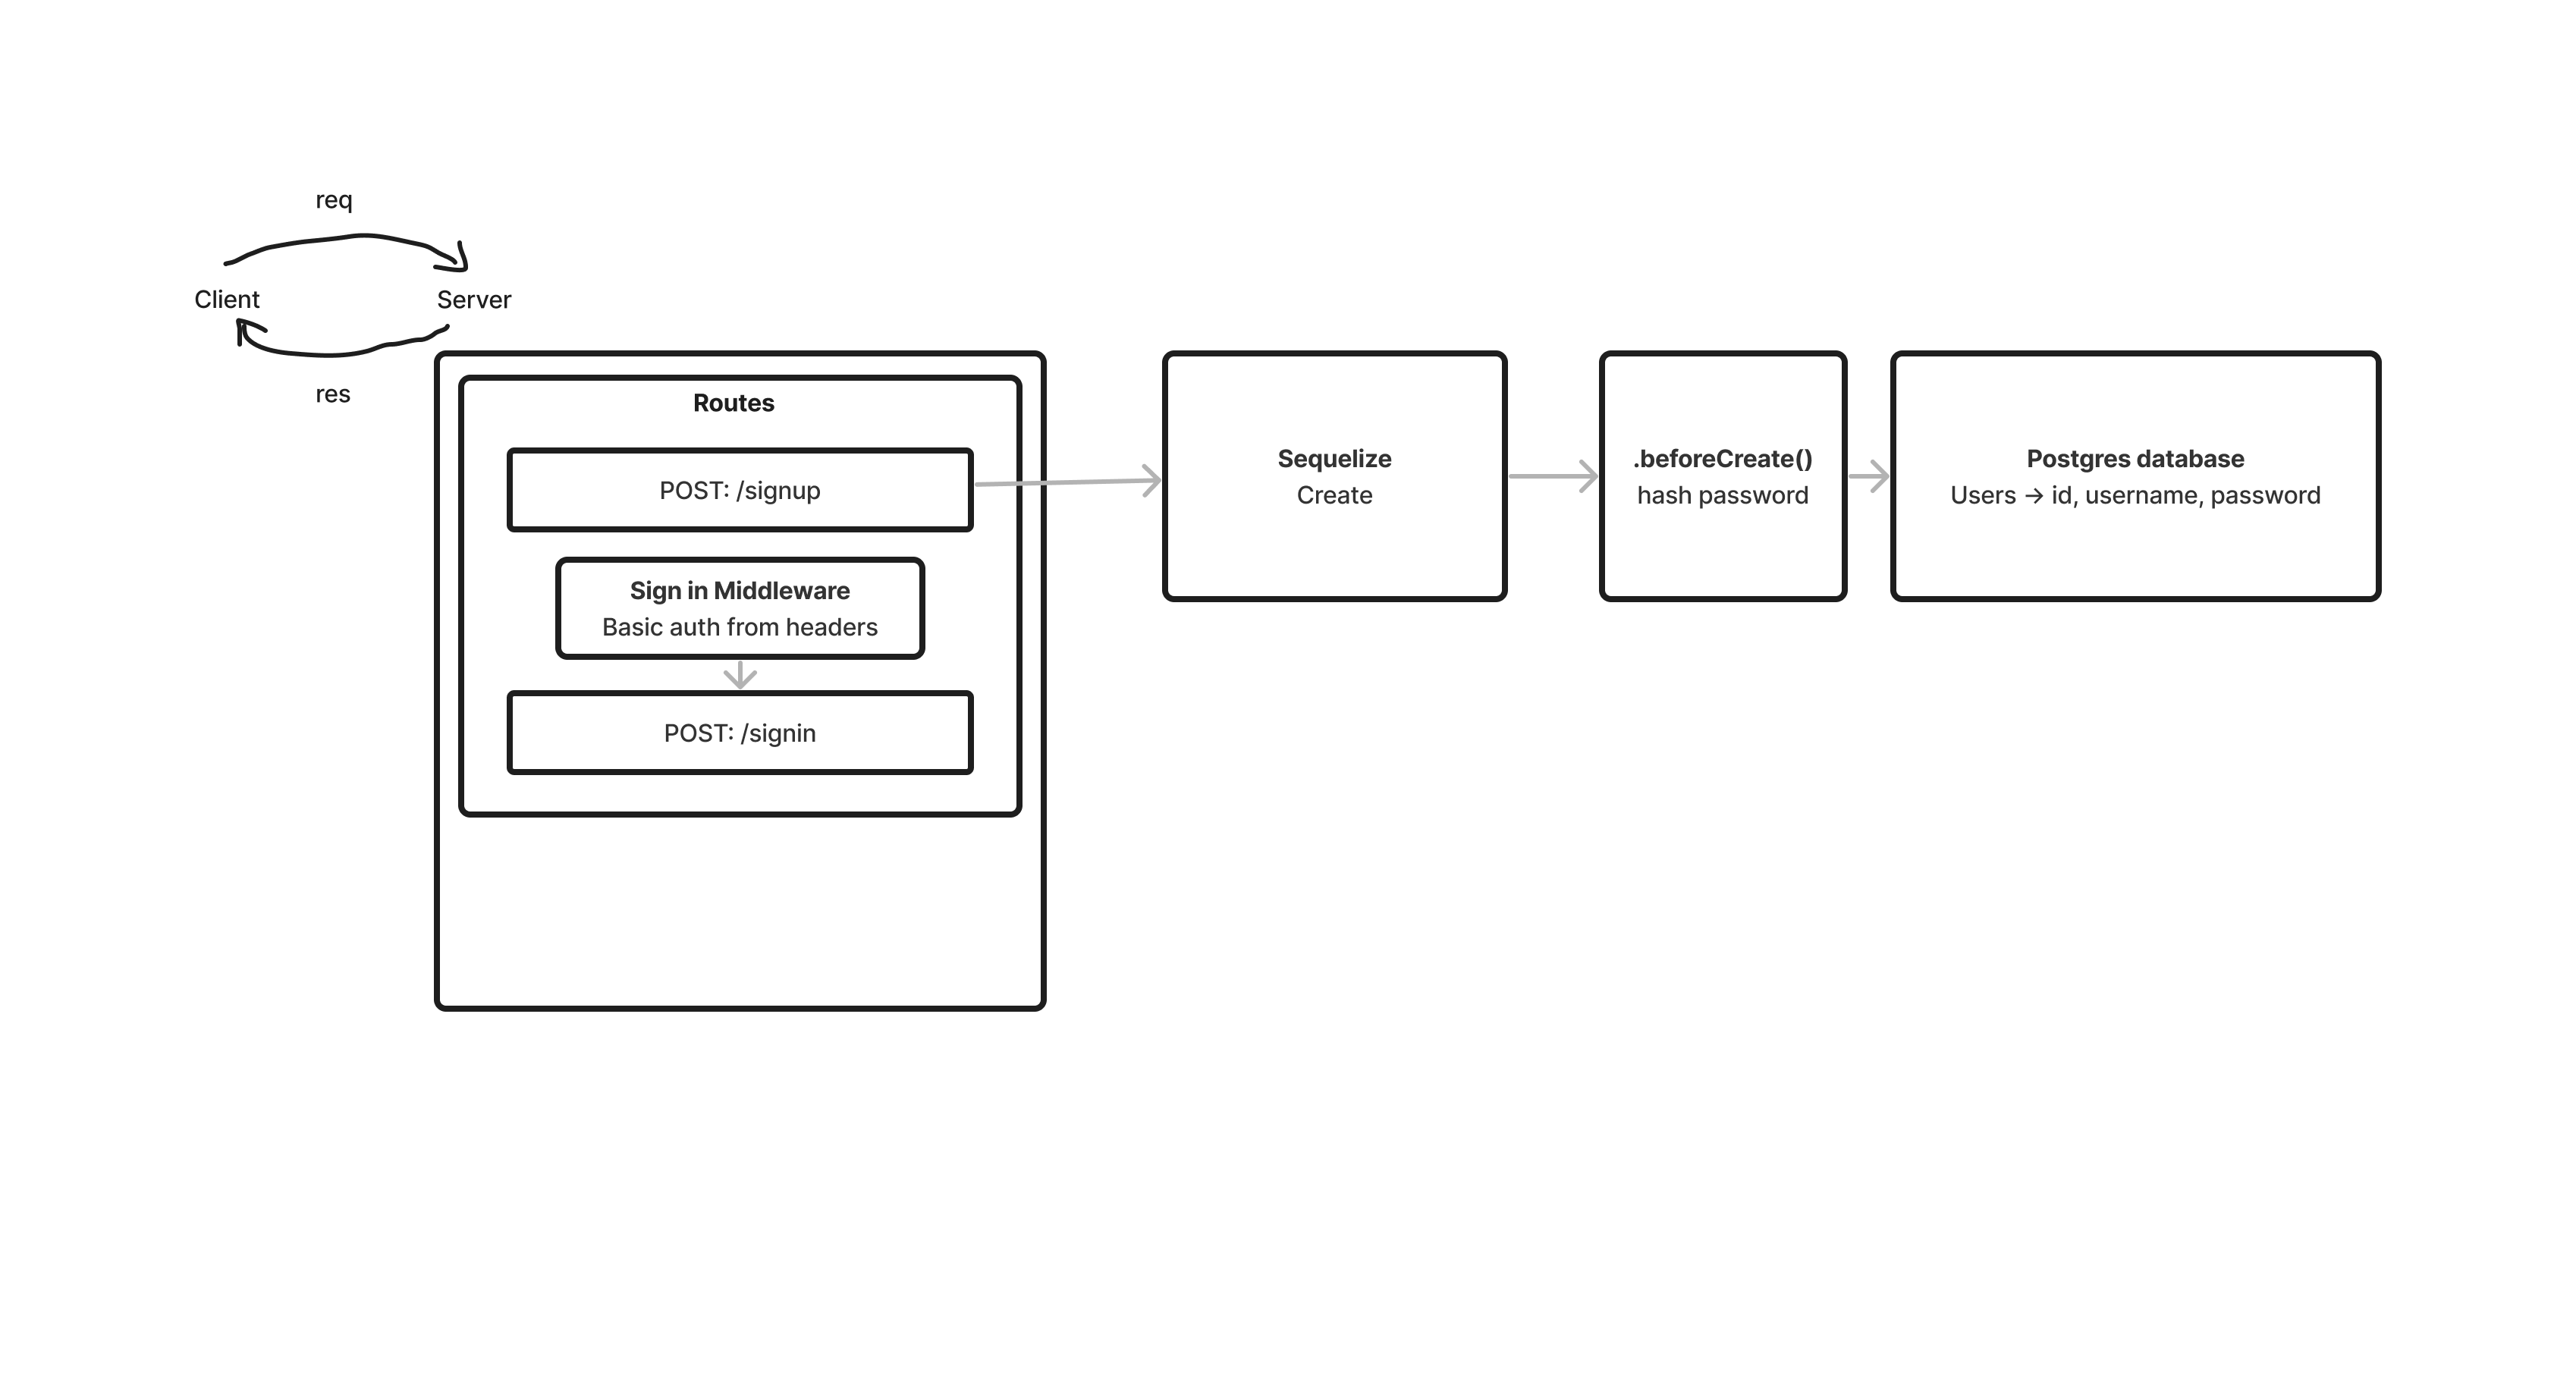 req
Client
Server
res
Routes
POST: /signup
Sign in Middleware
Basic auth from headers
POST: /signin
Sequelize
Create
.beforeCreate()
hash password
Postgres database
Users → id, username, password